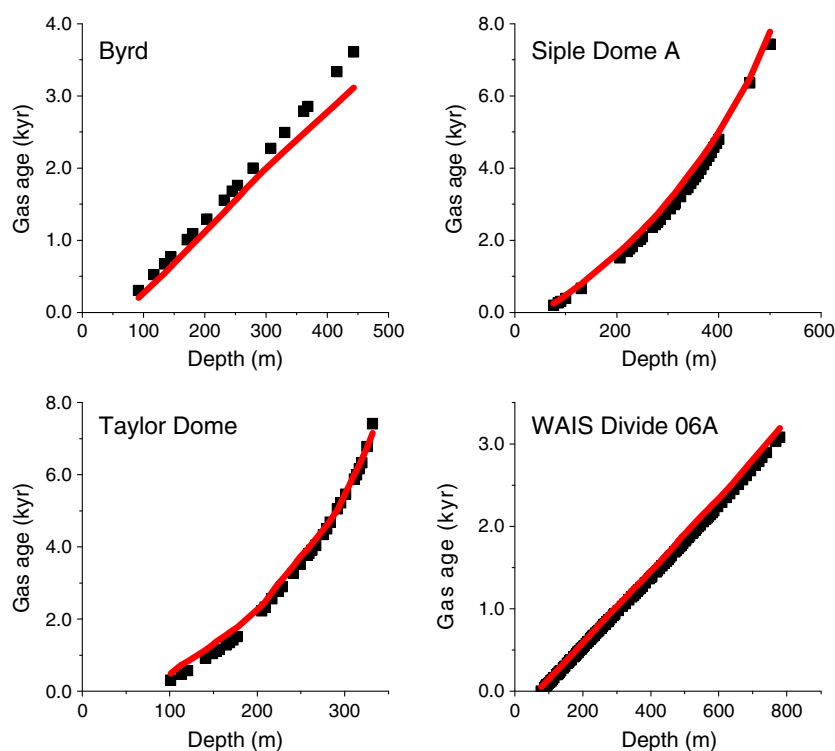 Byrd
Gas age (kyr)
4.0
3.0
2.0
1.0
0.0
0 100 200 300 400 500
Depth (m)
Siple Dome A
Gas age (kyr)
8.0
6.0
4.0
2.0
0.0
0 200 400 600
Depth (m)
Taylor Dome
Gas age (kyr)
8.0
6.0
4.0
2.0
0.0
0 100 200 300
Depth (m)
WAIS Divide 06A
Gas age (kyr)
3.0
2.0
1.0
0.0
0 200 400 600 800
Depth (m)